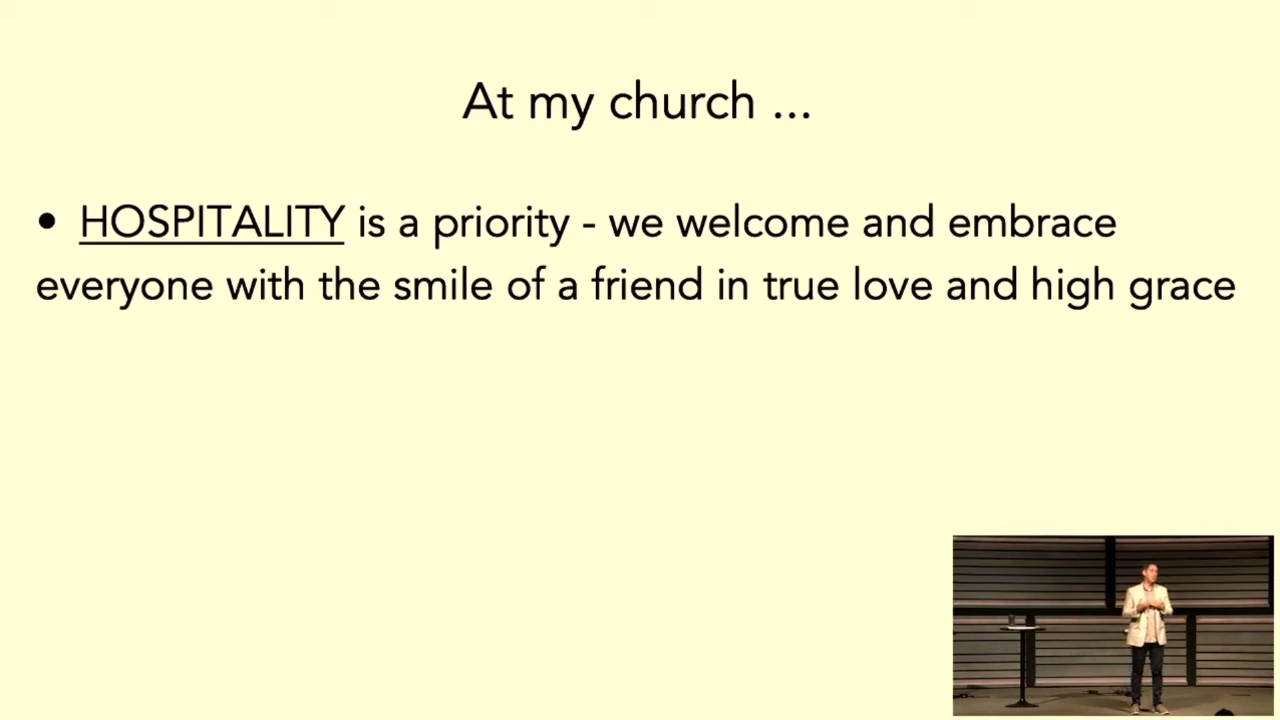 At my church ...
• HOSPITALITY is a priority - we welcome and embrace
everyone with the smile of a friend in true love and high grace